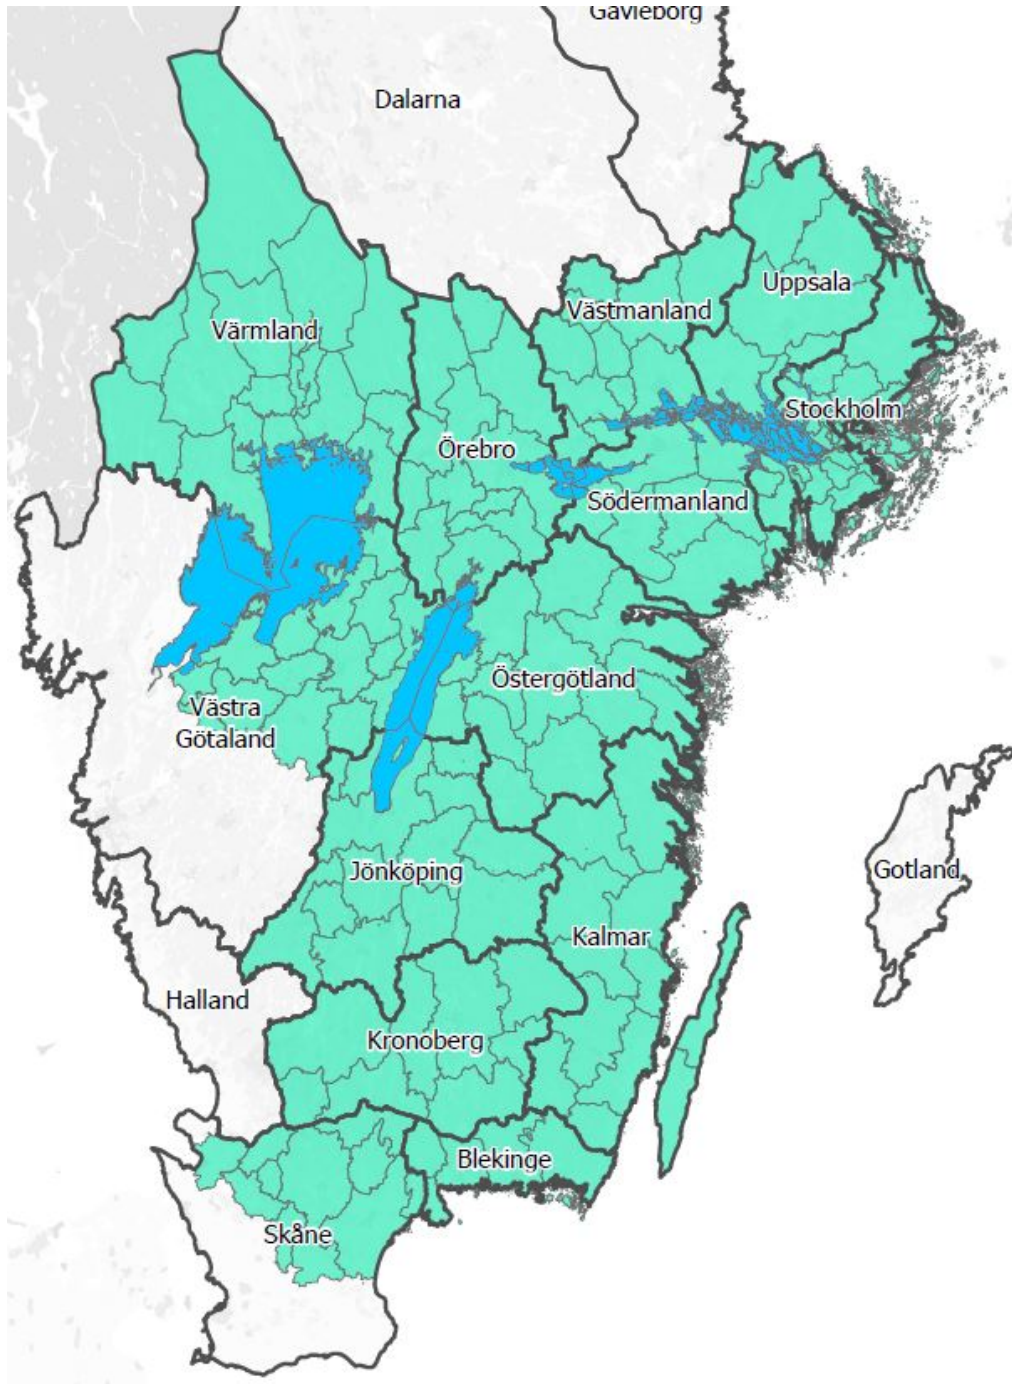 Gävleborg
Dalarna
Uppsala
Västmanland
Värmland
Stockholm
Örebro
Södermanland
Östergötland
Västra
Götaland
Jönköping
Gotland
Kalmar
Halland
Kronoberg
Blekinge
Skåne